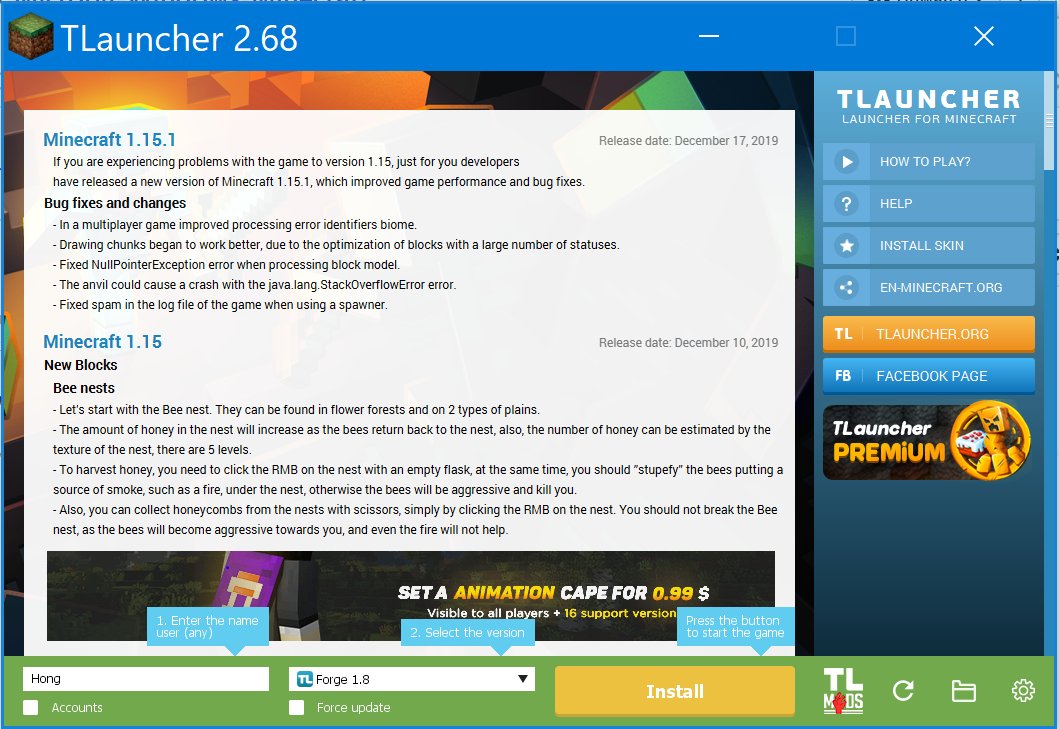 TLauncher 2.68
Minecraft 1.15.1
Release date: December 17, 2019
If you are experiencing problems with the game to version 1.15, just for you developers
have released a new version of Minecraft 1.15.1, which improved game performance and bug fixes.
Bug fixes and changes
- In a multiplayer game improved processing error identifiers biome.
- Drawing chunks began to work better, due to the optimization of blocks with a large number of statuses.
- Fixed NullPointerException error when processing block model.
- The anvil could cause a crash with the java.lang.StackOverflowError error.
- Fixed spam in the log file of the game when using a spawner.
Minecraft 1.15
Release date: December 10, 2019
New Blocks
Bee nests
- Let's start with the Bee nest. They can be found in flower forests and on 2 types of plains.
- The amount of honey in the nest will increase as the bees return back to the nest, also, the number of honey can be estimated by the
texture of the nest, there are 5 levels.
- To harvest honey, you need to click the RMB on the nest with an empty flask, at the same time, you should "stupefy" the bees putting a
source of smoke, such as a fire, under the nest, otherwise the bees will be aggressive and kill you.
- Also, you can collect honeycombs from the nests with scissors, simply by clicking the RMB on the nest. You should not break the Bee
nest, as the bees will become aggressive towards you, and even the fire will not help.
SET A ANIMATION CAPE FOR 0.99 $
Visible to all players + 16 support version
1. Enter the name
user (any)
2. Select the version
Press the button
to start the game
Hong
TL Forge 1.8
Install
Accounts
Force update
TL
MODS
TLAUNCHER
LAUNCHER FOR MINECRAFT
HOW TO PLAY?
? HELP
INSTALL SKIN
EN-MINECRAFT.ORG
TL TLAUNCHER.ORG
FB FACEBOOK PAGE
TLauncher
PREMIUM